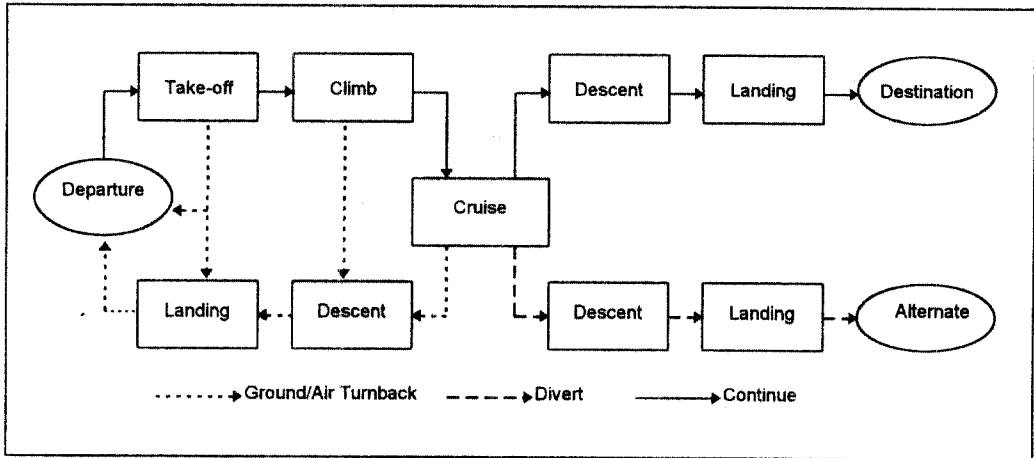 Take-off
Climb
Descent
Landing
Destination
Departure
Cruise
Landing
Descent
Descent
Landing
Alternate
Ground/Air Turnback
Divert
Continue